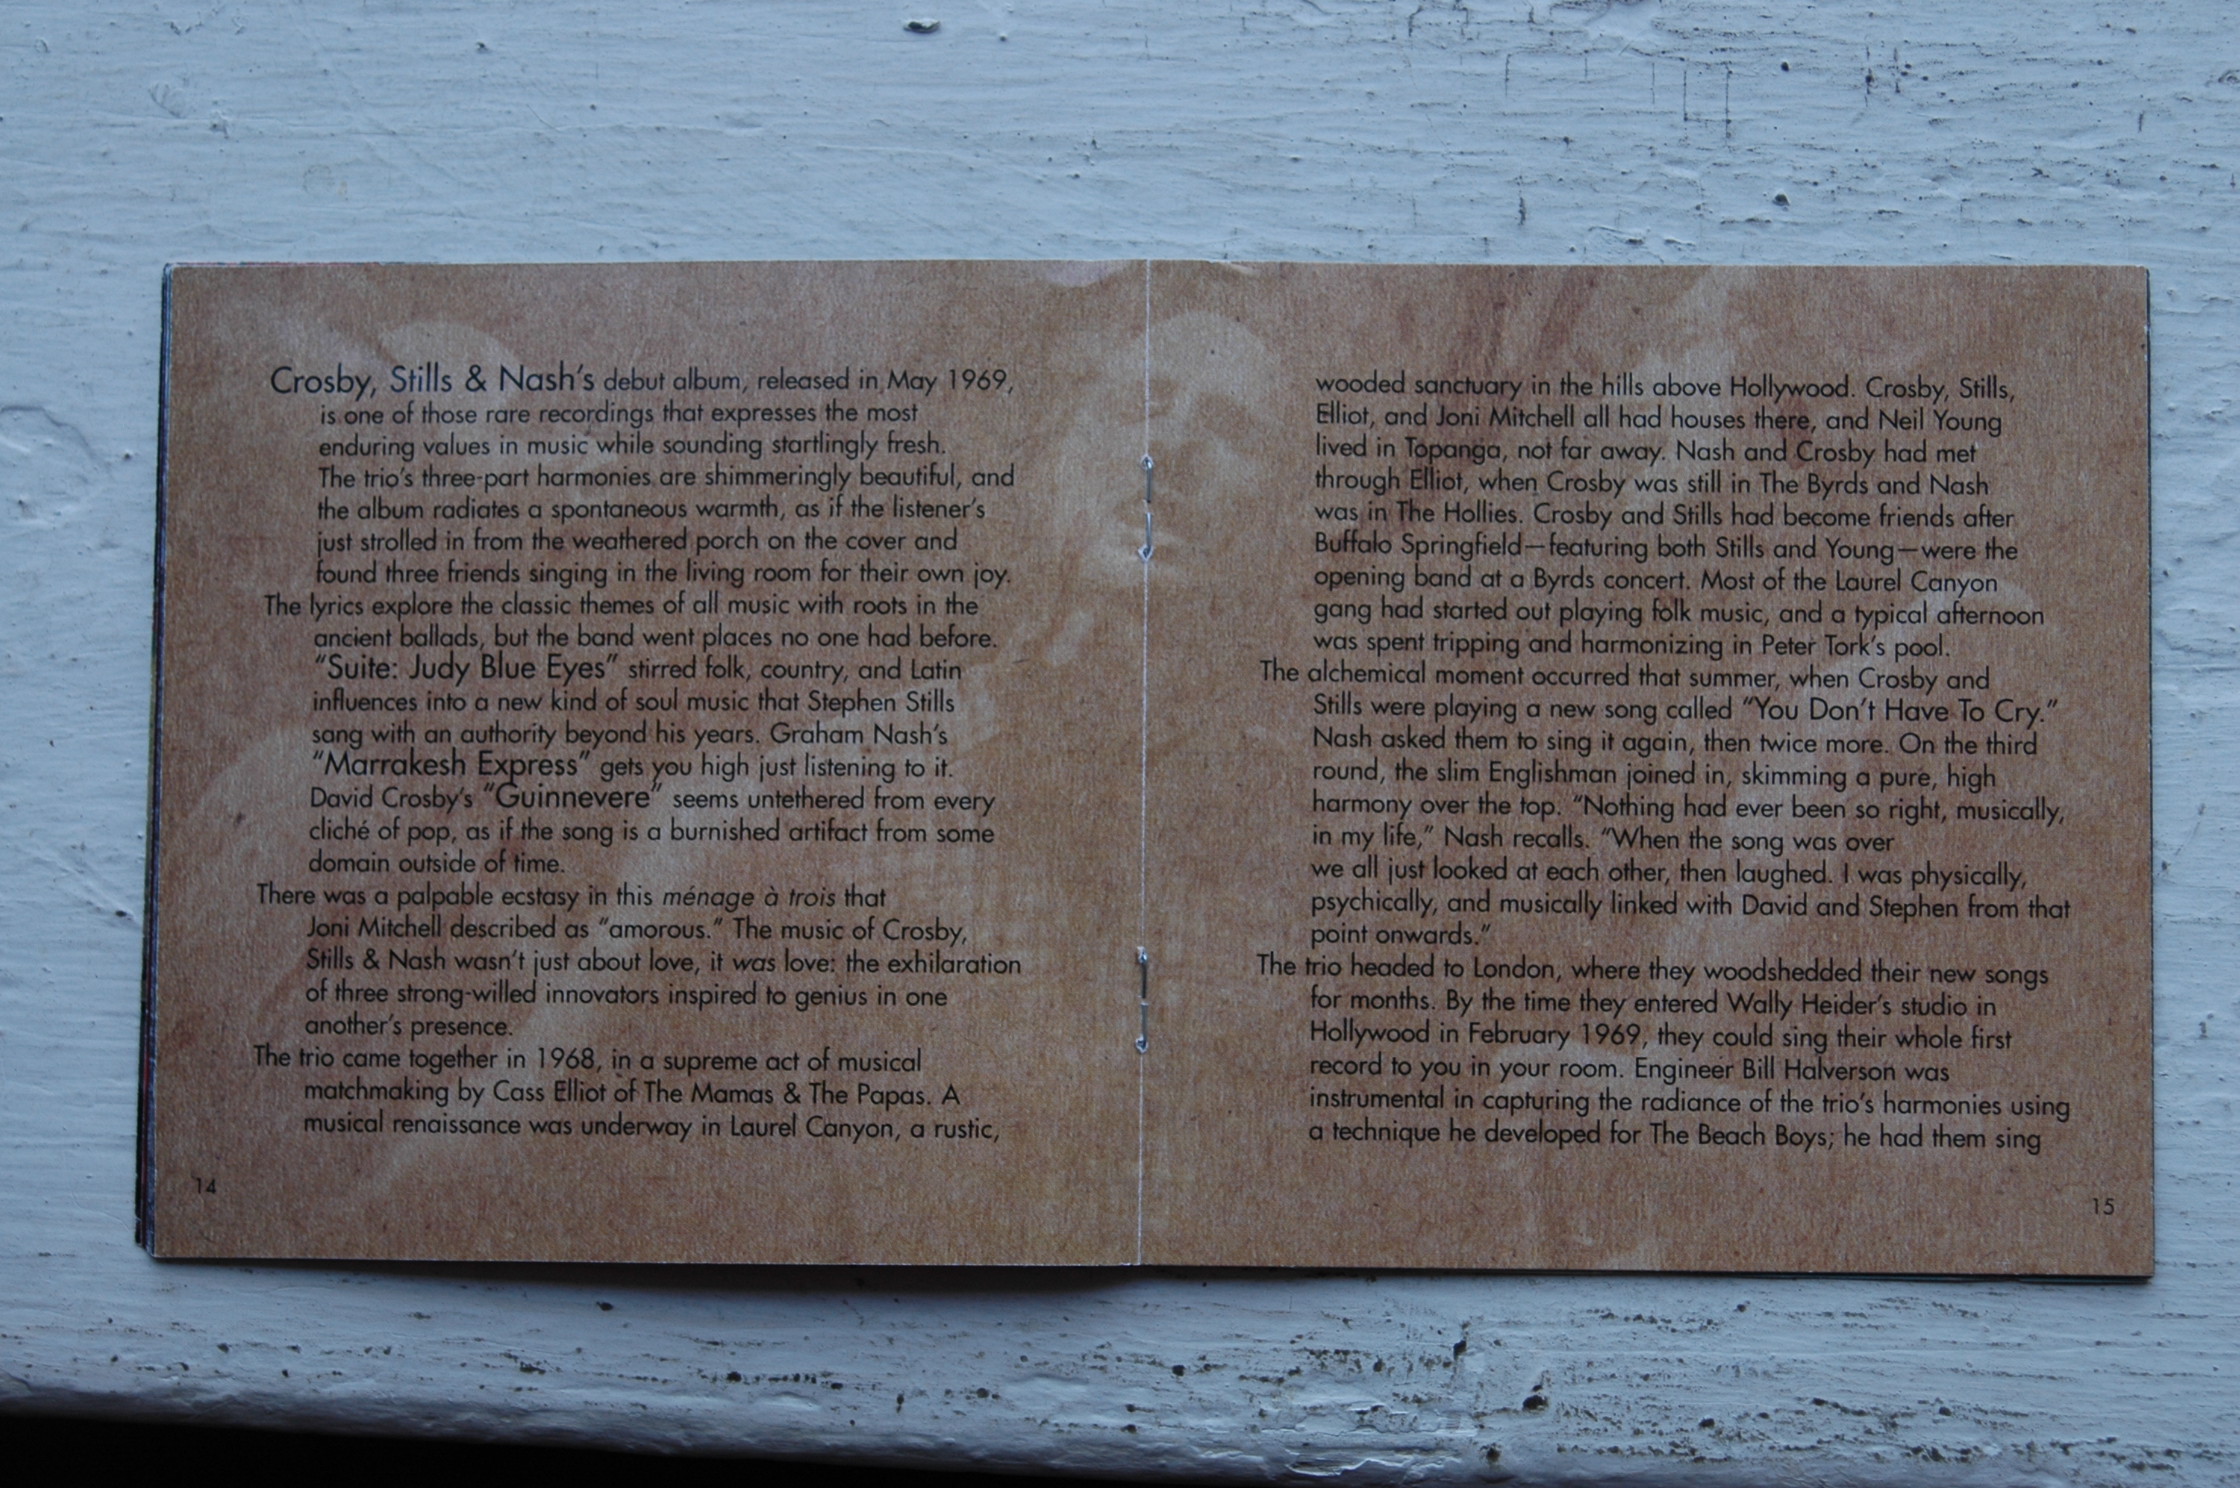 Crosby, Stills & Nash's debut album, released in May 1969,
is one of those rare recordings that expresses the most
enduring values in music while sounding startlingly fresh.
The trio's three-part harmonies are shimmeringly beautiful, and
the album radiates a spontaneous warmth, as if the listener's
just strolled in from the weathered porch on the cover and
found three friends singing in the living room for their own joy.
The lyrics explore the classic themes of all music with roots in the
ancient ballads, but the band went places no one had before.
"Suite: Judy Blue Eyes" stirred folk, country, and Latin
influences into a new kind of soul music that Stephen Stills
sang with an authority beyond his years. Graham Nash's
"Marrakesh Express" gets you high just listening to it.
David Crosby's "Guinnevere" seems untethered from every
cliché of pop, as if the song is a burnished artifact from some
domain outside of time.
There was a palpable ecstasy in this ménage à trois that
Joni Mitchell described as "amorous." The music of Crosby,
Stills & Nash wasn't just about love, it was love: the exhilaration
of three strong-willed innovators inspired to genius in one
another's presence.
The trio came together in 1968, in a supreme act of musical
matchmaking by Cass Elliot of The Mamas & The Papas. A
musical renaissance was underway in Laurel Canyon, a rustic,
14
wooded sanctuary in the hills above Hollywood. Crosby, Stills,
Elliot, and Joni Mitchell all had houses there, and Neil Young
lived in Topanga, not far away. Nash and Crosby had met
through Elliot, when Crosby was still in The Byrds and Nash
was in The Hollies. Crosby and Stills had become friends after
Buffalo Springfield—featuring both Stills and Young—were the
opening band at a Byrds concert. Most of the Laurel Canyon
gang had started out playing folk music, and a typical afternoon
was spent tripping and harmonizing in Peter Tork's pool.
The alchemical moment occurred that summer, when Crosby and
Stills were playing a new song called "You Don't Have To Cry."
Nash asked them to sing it again, then twice more. On the third
round, the slim Englishman joined in, skimming a pure, high
harmony over the top. "Nothing had ever been so right, musically,
in my life," Nash recalls. "When the song was over
we all just looked at each other, then laughed. I was physically,
psychically, and musically linked with David and Stephen from that
point onwards."
The trio headed to London, where they woodshedded their new songs
for months. By the time they entered Wally Heider's studio in
Hollywood in February 1969, they could sing their whole first
record to you in your room. Engineer Bill Halverson was
instrumental in capturing the radiance of the trio's harmonies using
a technique he developed for The Beach Boys; he had them sing
15